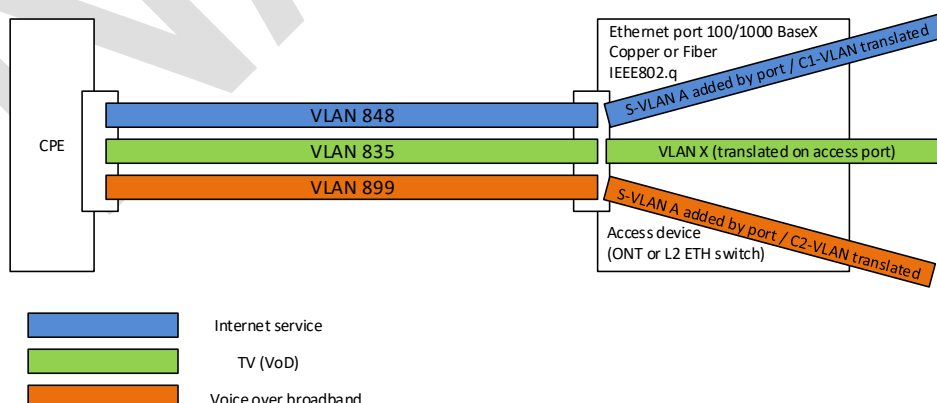 Ethernet port 100/1000 BaseX
Copper or Fiber
IEEE802.q
S-VLAN A added by port / C1-VLAN translated
CPE
VLAN 848
VLAN 835
VLAN X (translated on access port)
VLAN 899
S-VLAN A added by port / C2-VLAN translated
Access device
(ONT or L2 ETH switch)
Internet service
TV (VoD)
Voice over broadband